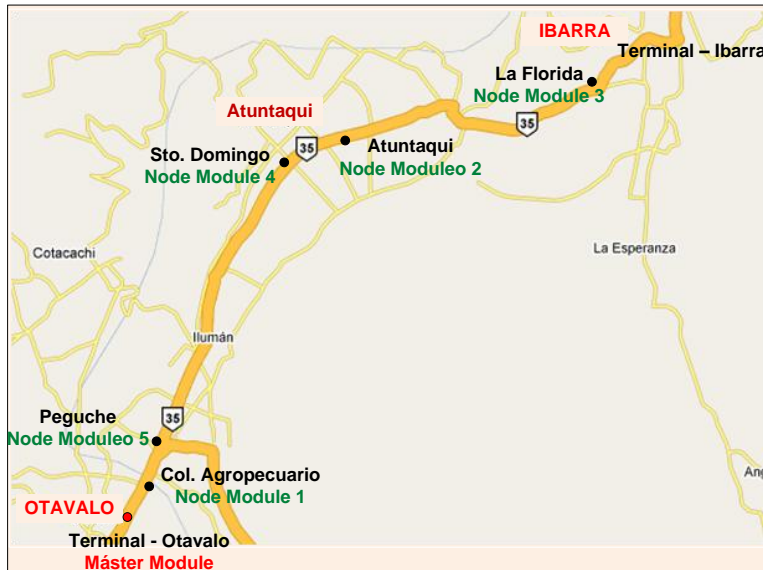 IBARRA
Terminal – Ibarra
La Florida
Node Module 3
35
Atuntaqui
35
Atuntaqui
Node Moduleo 2
Sto. Domingo
Node Module 4
La Esperanza
Cotacachi
Ilumán
35
Peguche
Node Moduleo 5
Col. Agropecuario
Node Module 1
Ang
OTAVALO
Terminal - Otavalo
Máster Module